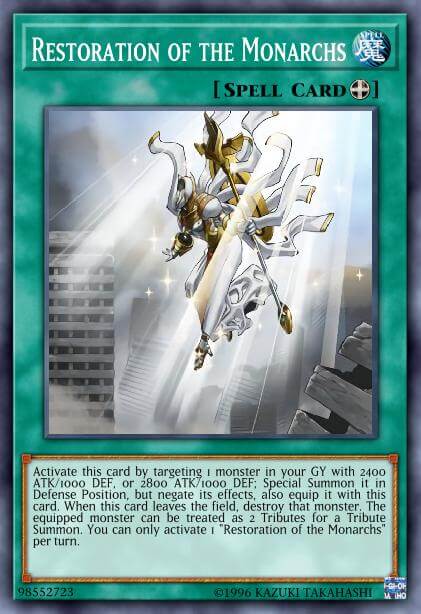 RESTORATION OF THE MONARCHS
SPELL
魔
[SPELL CARD]
Activate this card by targeting 1 monster in your GY with 2400
ATK/1000 DEF, or 2800 ATK/1000 DEF; Special Summon it in
Defense Position, but negate its effects, also equip it with this
card. When this card leaves the field, destroy that monster. The
equipped monster can be treated as 2 Tributes for a Tribute
Summon. You can only activate 1 "Restoration of the Monarchs"
per turn.
98552723
©1996 KAZUKI TAKAHASHI